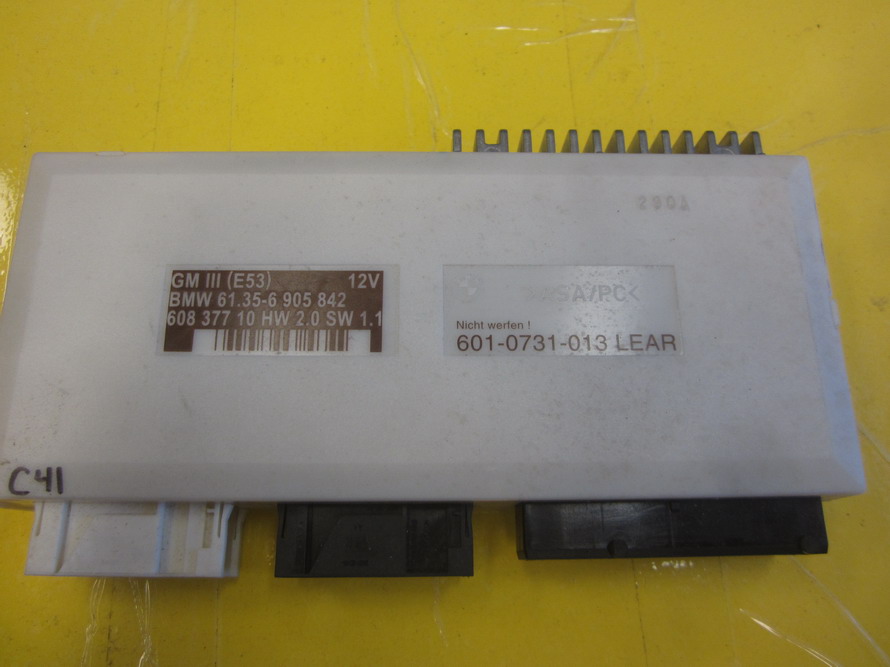 2901
GM III (E53) 12V
BMW 61.35-6 905 842
608 377 10 HW 2.0 SW 1.1
Nicht werfen !
601-0731-013 LEAR
C41